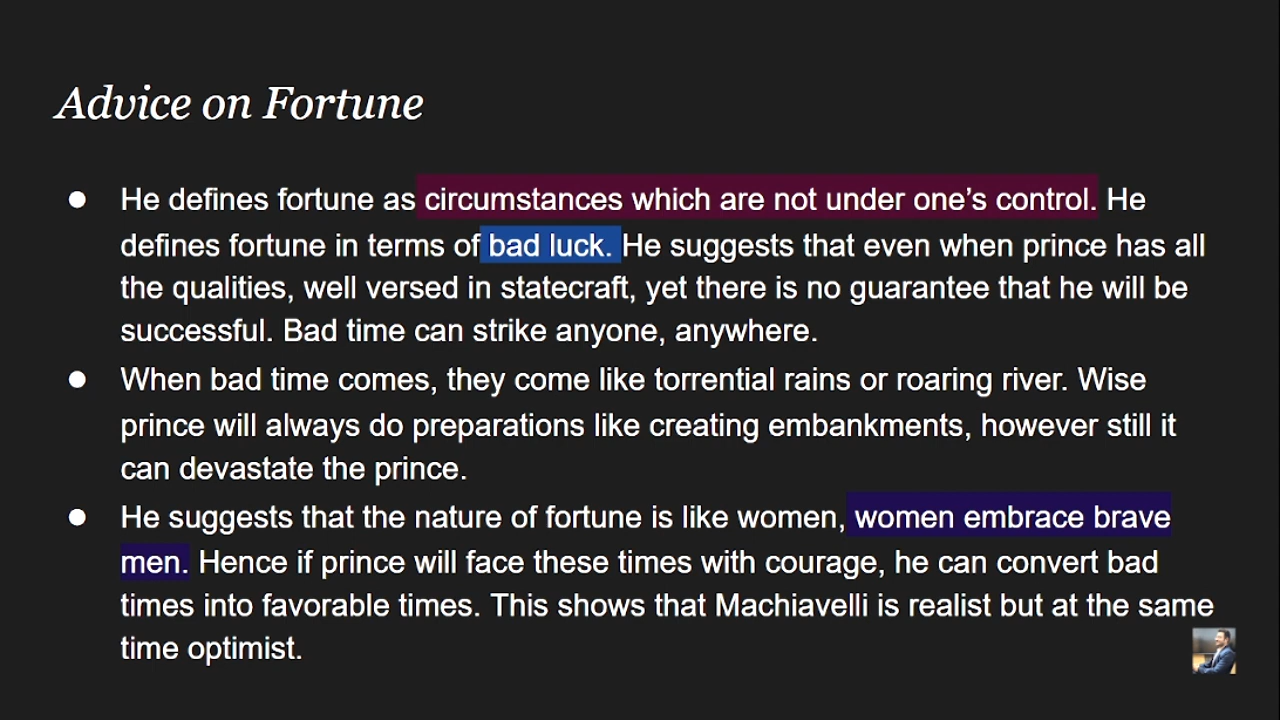 Advice on Fortune
● He defines fortune as circumstances which are not under one’s control. He
defines fortune in terms of bad luck. He suggests that even when prince has all
the qualities, well versed in statecraft, yet there is no guarantee that he will be
successful. Bad time can strike anyone, anywhere.
● When bad time comes, they come like torrential rains or roaring river. Wise
prince will always do preparations like creating embankments, however still it
can devastate the prince.
● He suggests that the nature of fortune is like women, women embrace brave
men. Hence if prince will face these times with courage, he can convert bad
times into favorable times. This shows that Machiavelli is realist but at the same
time optimist.